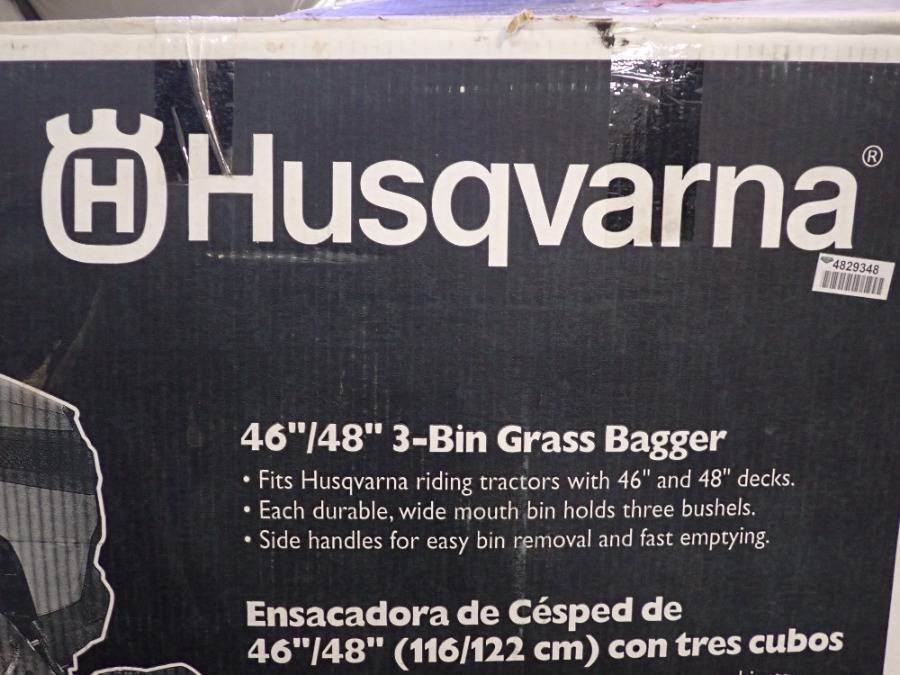 H Husqvarna®
4829348
46"/48" 3-Bin Grass Bagger
• Fits Husqvarna riding tractors with 46" and 48" decks.
• Each durable, wide mouth bin holds three bushels.
• Side handles for easy bin removal and fast emptying.
Ensacadora de Césped de
46"/48" (116/122 cm) con tres cubos